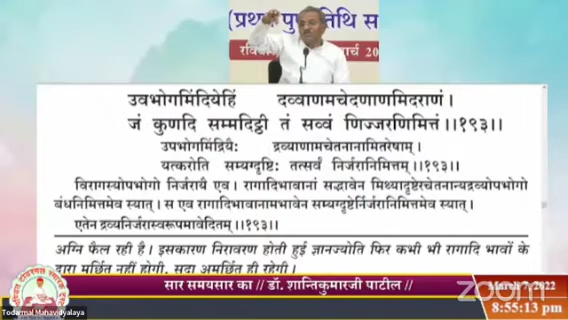 (प्रथम पुण्यतिथि स
रविवा
मार्च 20
उवभोगमिंदियेहिं दव्वाणमचेदणाणमिदराणं।
जं कुणदि सम्मदिट्ठी तं सव्वं णिज्जरणिमित्तं।।१९३।।
उपभोगमिंद्रियैः द्रव्याणामचेतनानामितरेषाम्।
यत्करोति सम्यग्दृष्टिः तत्सर्वं निर्जरानिमित्तम्।।१९३।।
विरागस्योपभोगो निर्जरायै एव। रागादिभावानां सद्भावेन मिथ्यादृष्टेरचेतनान्यद्रव्योपभोगो
बंधनिमित्तमेव स्यात्। स एव रागादिभावानामभावेन सम्यग्दृष्टेर्निर्जरानिमित्तमेव स्यात्।
एतेन द्रव्यनिर्जरास्वरूपमावेदितम्।।१९३।।
अग्नि फैल रही है। इसकारण निरावरण होती हुई ज्ञानज्योति फिर कभी भी रागादि भावों के
द्वारा मूर्छित नहीं होगी, सदा अमूर्छित ही रहेगी।
सार समयसार का // डॉ. शान्तिकुमारजी पाटील //
March 7, 2022
zoom
8:55:13 pm
Todarmal Mahavidyalaya